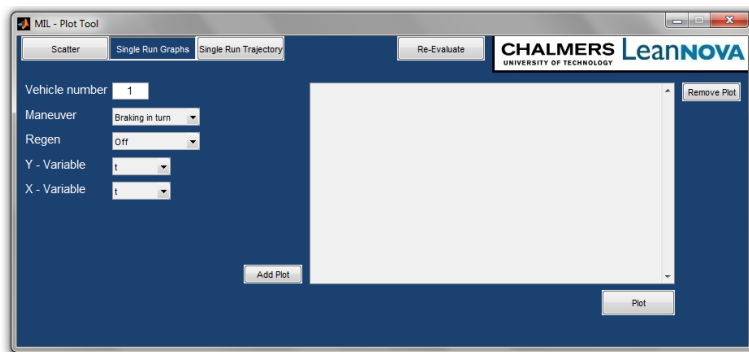 MIL - Plot Tool
Scatter
Single Run Graphs
Single Run Trajectory
Re-Evaluate
CHALMERS
UNIVERSITY OF TECHNOLOGY
LeanNOVA
Vehicle number
1
Remove Plot
Maneuver
Braking in turn
Regen
Off
Y - Variable
t
X - Variable
t
Add Plot
Plot